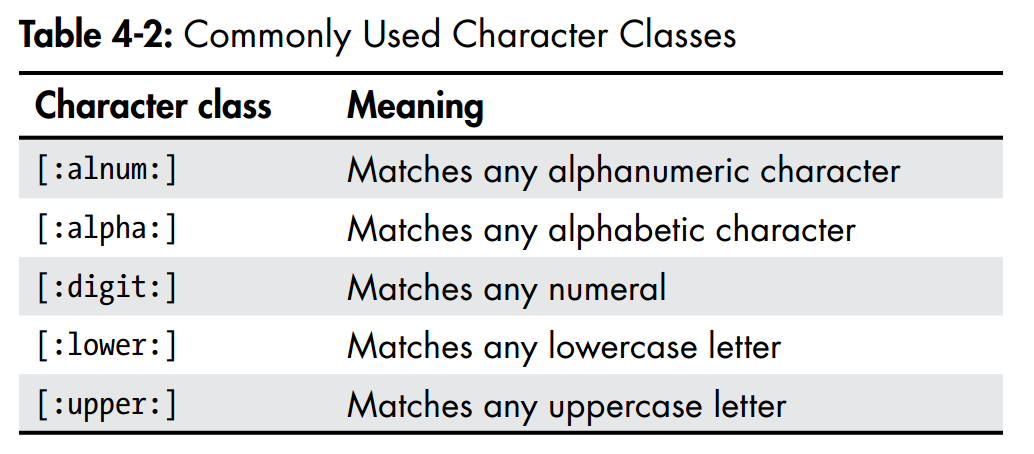 Table 4-2: Commonly Used Character Classes
Character class Meaning
[:alnum:] Matches any alphanumeric character
[:alpha:] Matches any alphabetic character
[:digit:] Matches any numeral
[:lower:] Matches any lowercase letter
[:upper:] Matches any uppercase letter